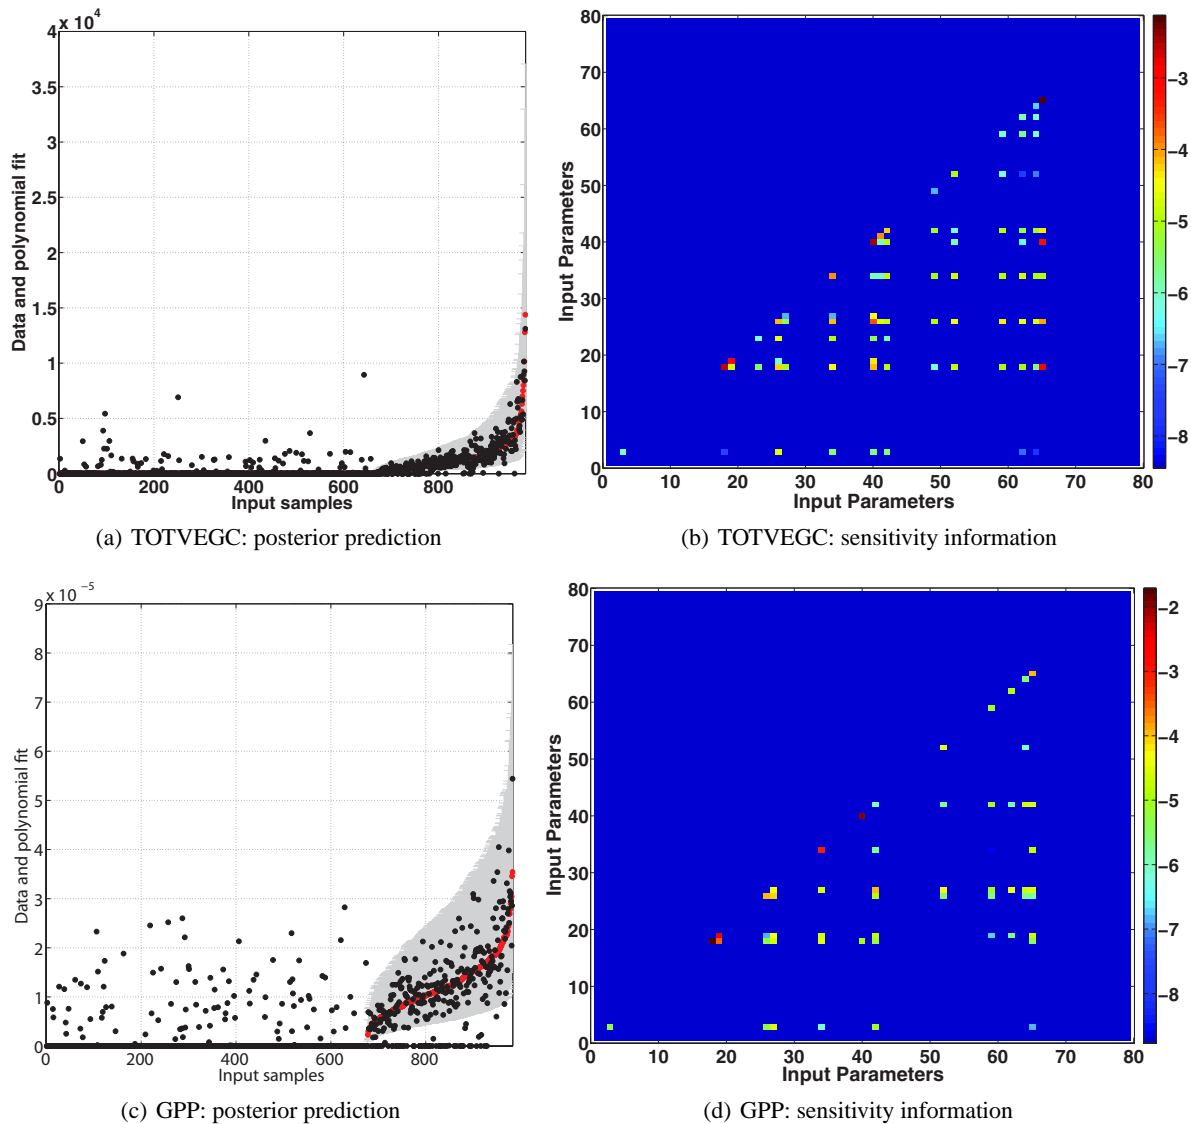 x 10^4
4
3.5
3
2.5
2
1.5
1
0.5
0
0 200 400 600 800
Data and polynomial fit
Input samples
(a) TOTVEGC: posterior prediction
80
70
60
50
40
30
20
10
0
0 10 20 30 40 50 60 70 80
Input Parameters
Input Parameters
−3
−4
−5
−6
−7
−8
(b) TOTVEGC: sensitivity information
x 10^−5
9
8
7
6
5
4
3
2
1
0
0 200 400 600 800
Data and polynomial fit
Input samples
(c) GPP: posterior prediction
80
70
60
50
40
30
20
10
0
0 10 20 30 40 50 60 70 80
Input Parameters
Input Parameters
−2
−3
−4
−5
−6
−7
−8
(d) GPP: sensitivity information